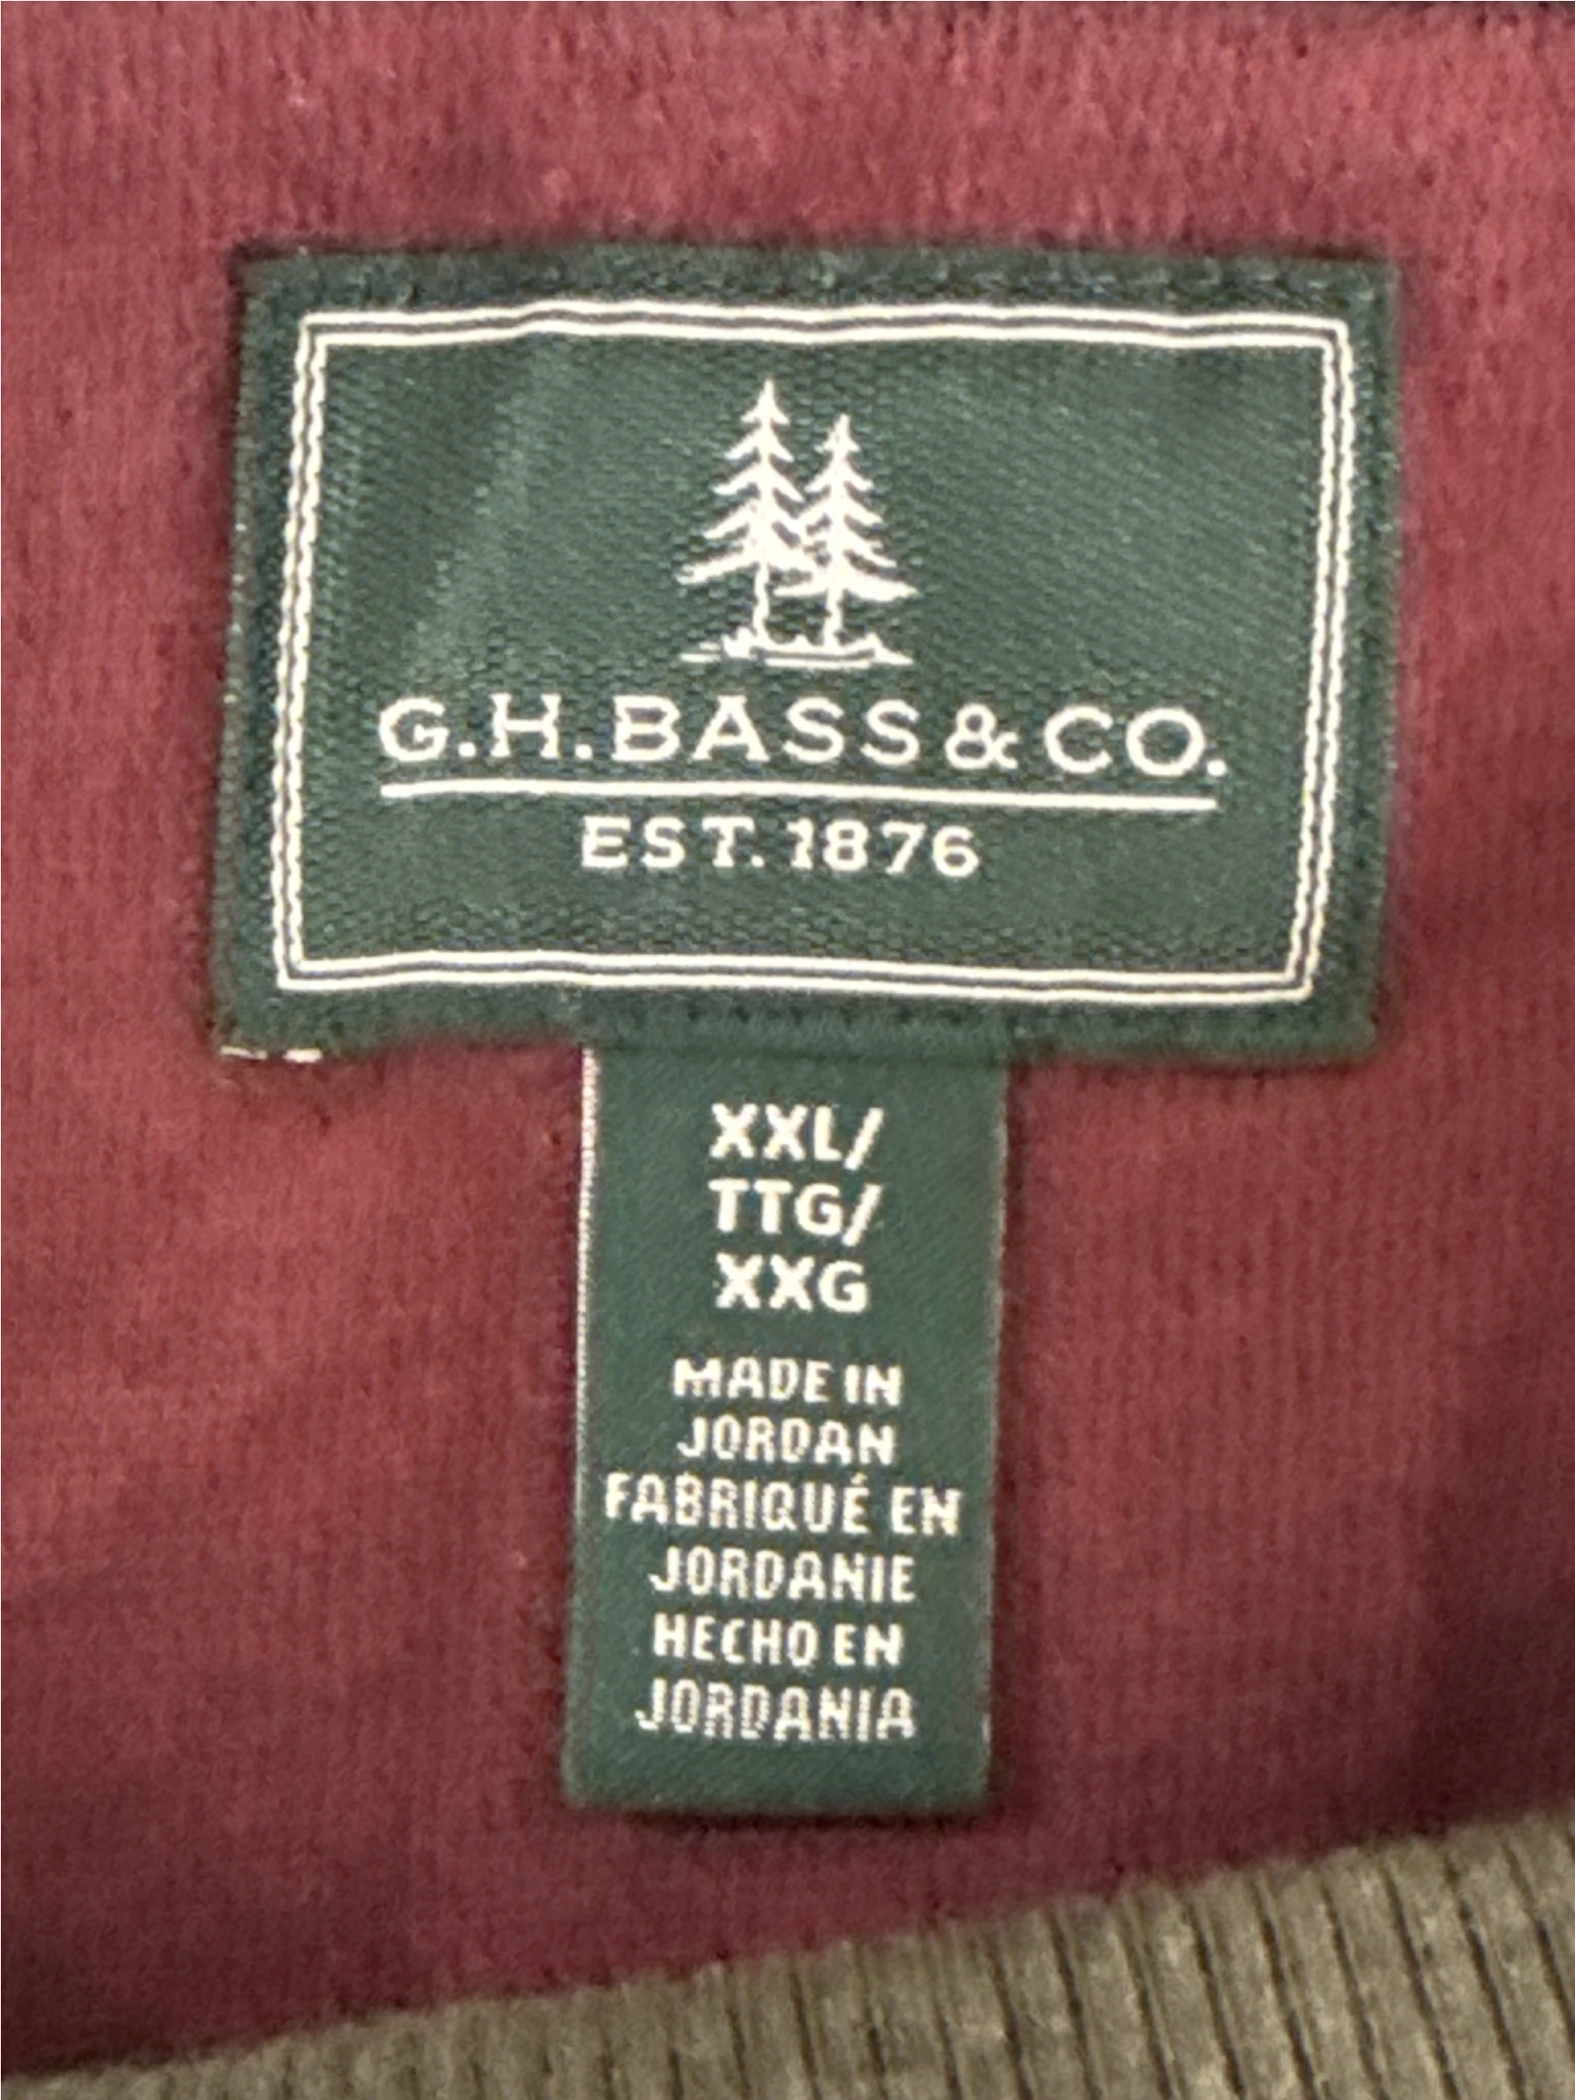 G.H.BASS & CO.
EST. 1876
XXL/
TTG/
XXG
MADE IN
JORDAN
FABRIQUÉ EN
JORDANIE
HECHO EN
JORDANIA